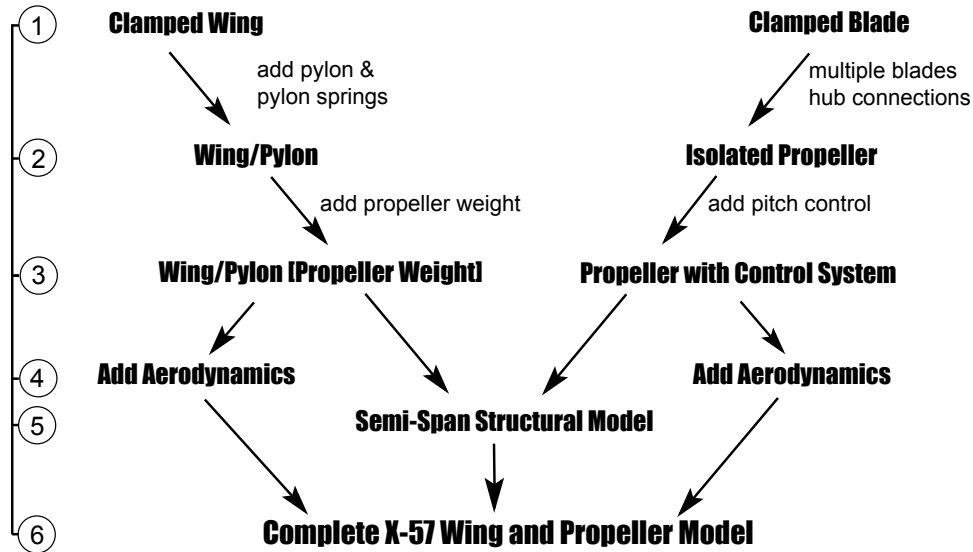 1
Clamped Wing
Clamped Blade
add pylon &
pylon springs
multiple blades
hub connections
2
Wing/Pylon
Isolated Propeller
add propeller weight
add pitch control
3
Wing/Pylon [Propeller Weight]
Propeller with Control System
4
Add Aerodynamics
Add Aerodynamics
5
Semi-Span Structural Model
6
Complete X-57 Wing and Propeller Model